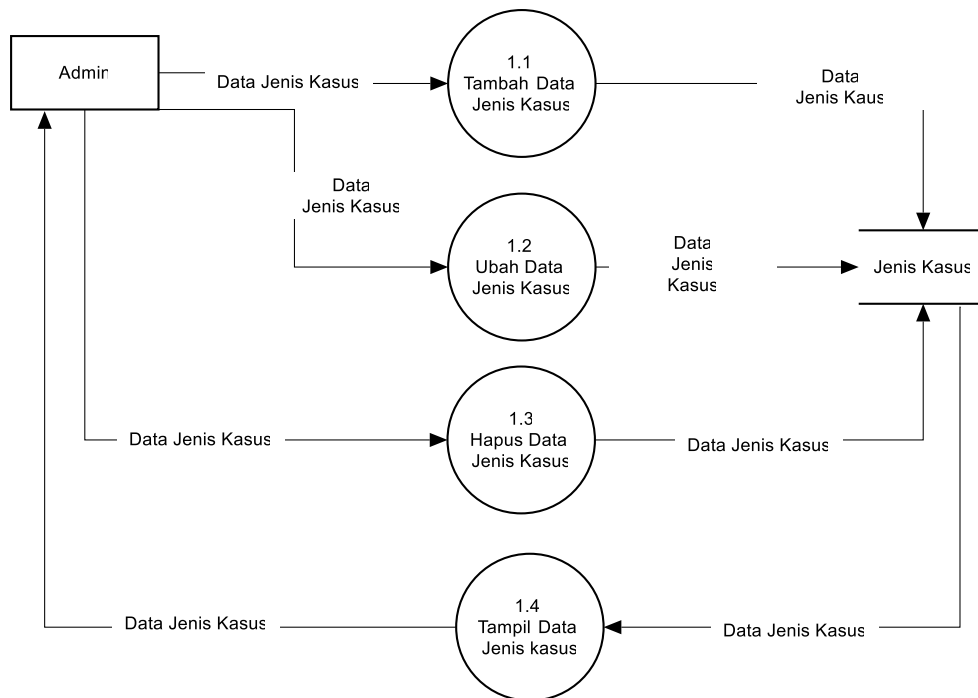 Admin
Data Jenis Kasus
1.1
Tambah Data
Jenis Kasus
Data
Jenis Kaus
Data
Jenis Kasus
1.2
Ubah Data
Jenis Kasus
Data
Jenis
Kasus
Jenis Kasus
Data Jenis Kasus
1.3
Hapus Data
Jenis Kasus
Data Jenis Kasus
Data Jenis Kasus
1.4
Tampil Data
Jenis kasus
Data Jenis Kasus